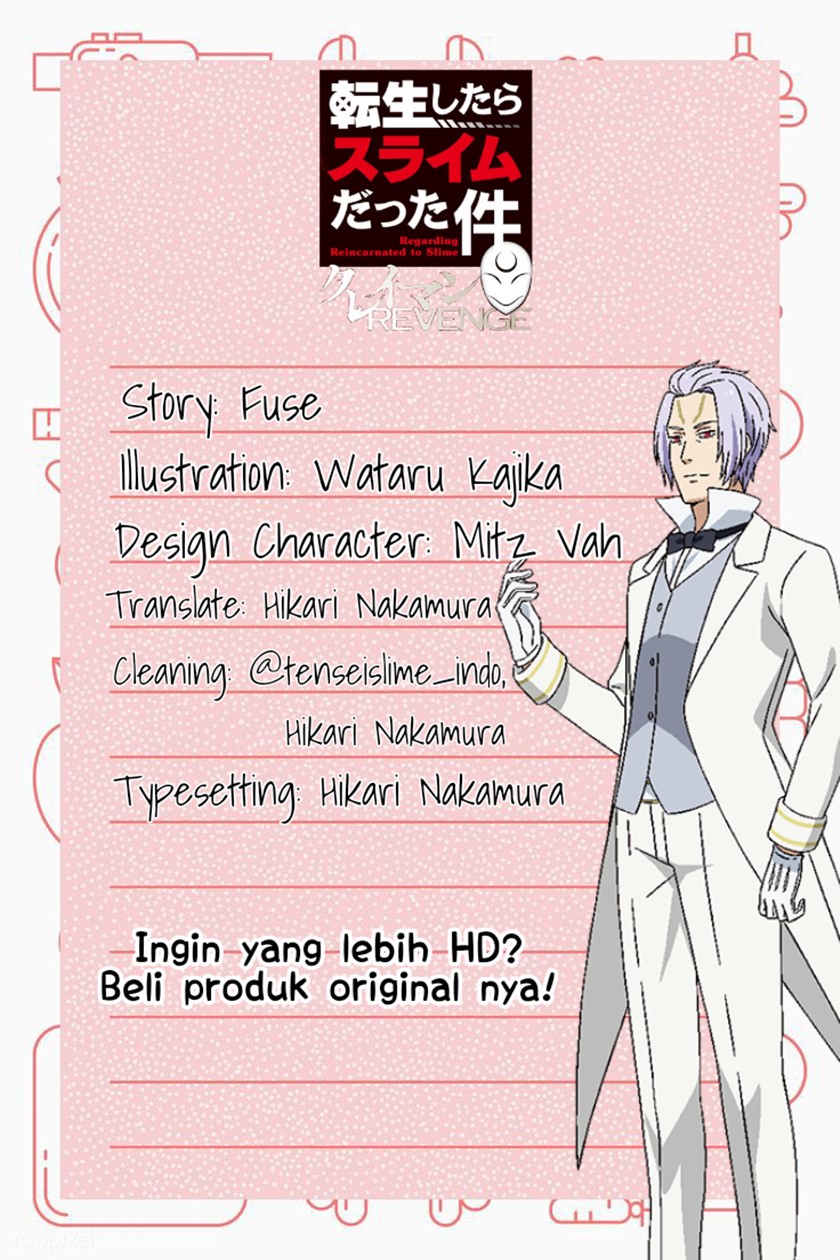 転生したら
スライム
だった件
Regarding
Reincarnated to Slime
クレイマン
REVENGE
Story: Fuse
Illustration: Wataru Kajika
Design Character: Mitz Vah
Translate: Hikari Nakamura
Cleaning: @tenseislime_indo,
Hikari Nakamura
Typesetting: Hikari Nakamura
Ingin yang lebih HD?
Beli produk original nya!
rawpixel